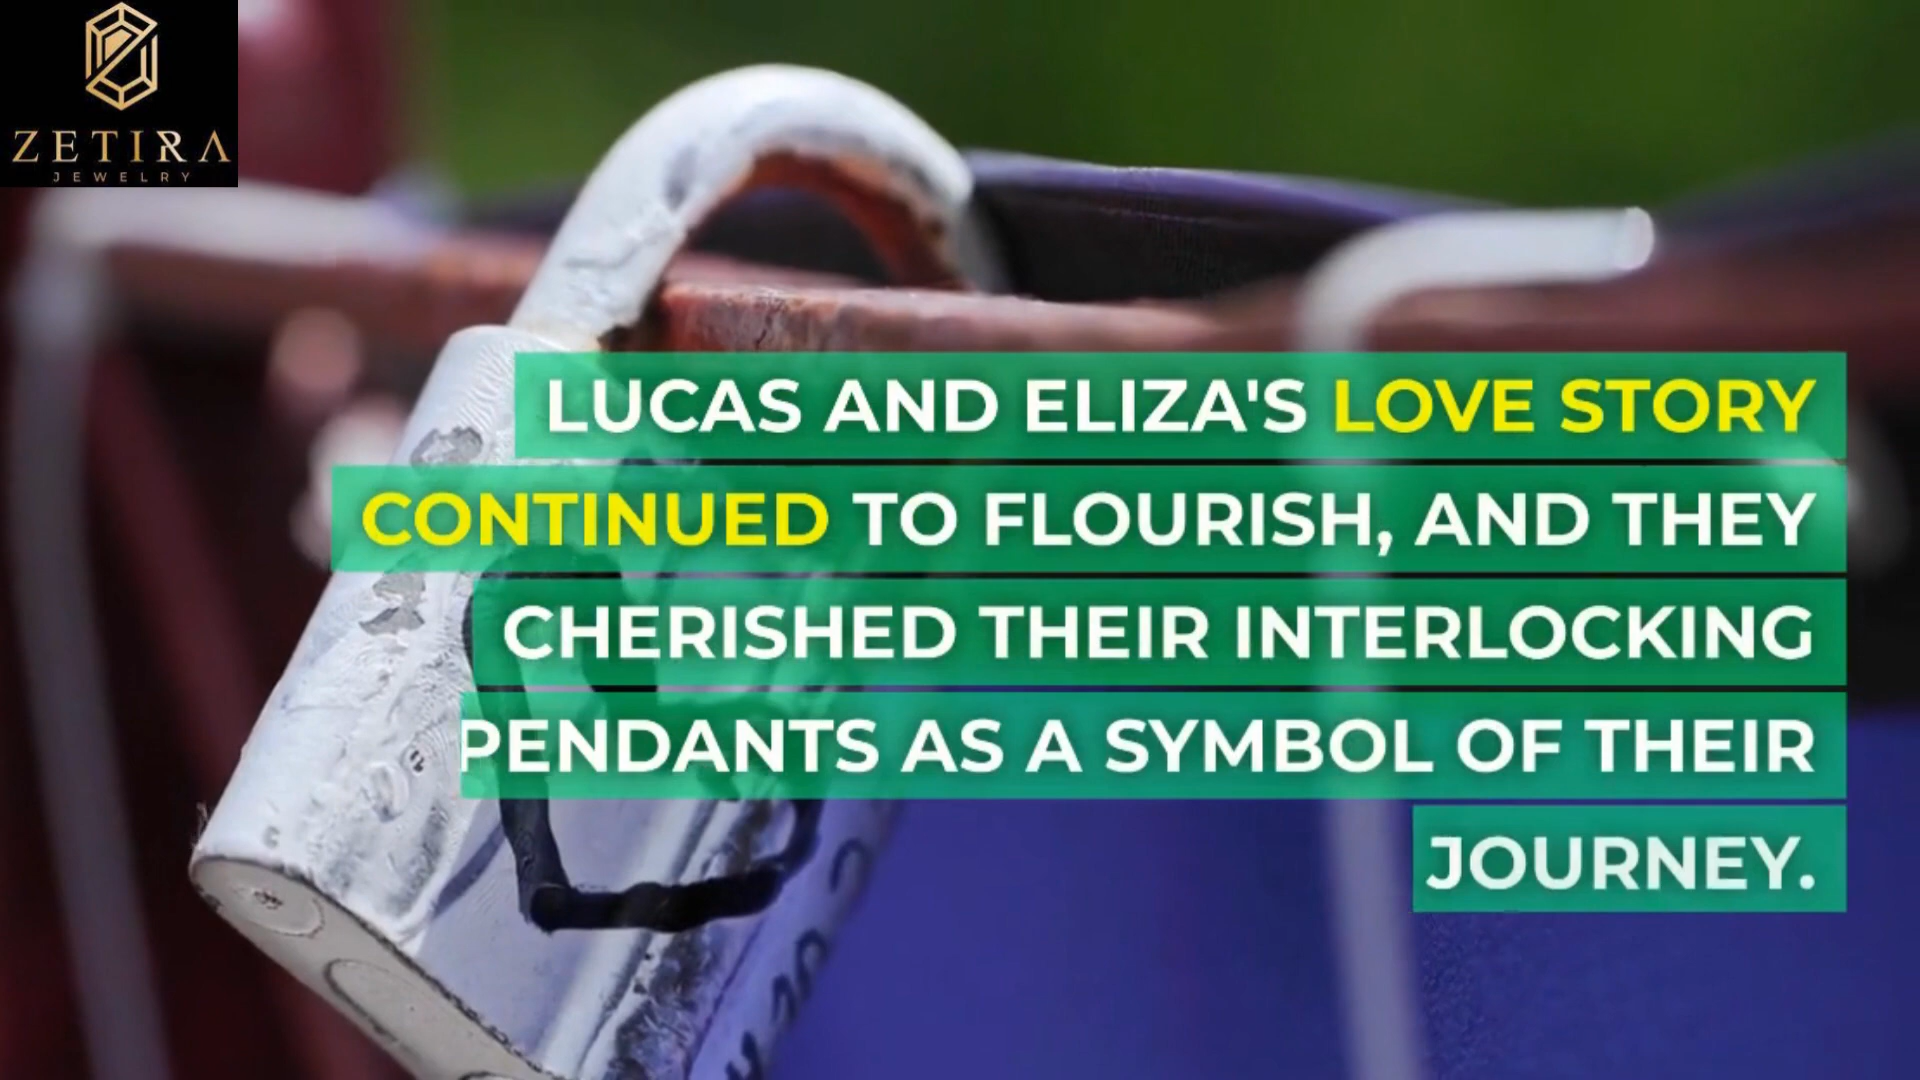 ZETIRA
JEWELRY
LUCAS AND ELIZA'S LOVE STORY
CONTINUED TO FLOURISH, AND THEY
CHERISHED THEIR INTERLOCKING
PENDANTS AS A SYMBOL OF THEIR
JOURNEY.